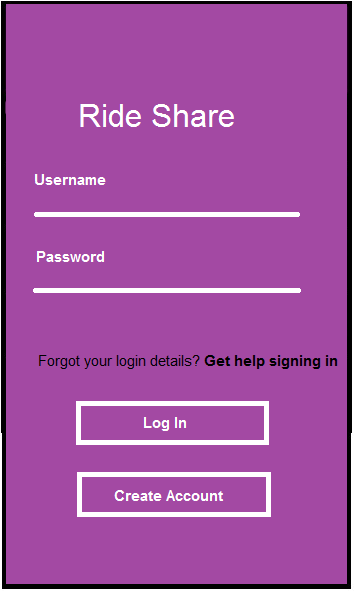 Ride Share
Username
Password
Forgot your login details? Get help signing in
Log In
Create Account